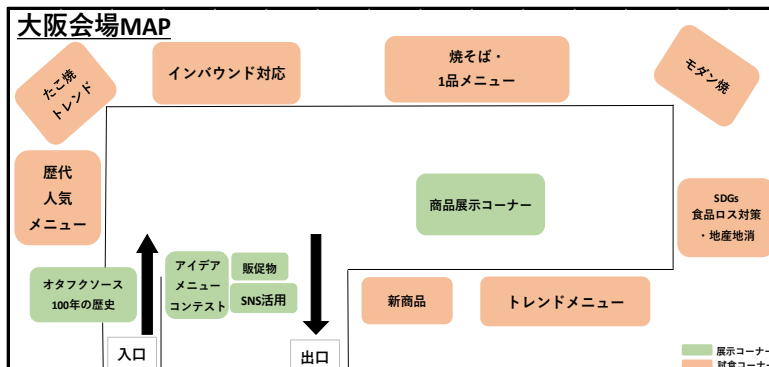 大阪会場MAP
たこ焼
トレンド
インバウンド対応
焼そば・
1品メニュー
モダン焼
歴代
人気
メニュー
商品展示コーナー
SDGs
食品ロス対策
・地産地消
オタフクソース
100年の歴史
アイデア
メニュー
コンテスト
販促物
SNS活用
新商品
トレンドメニュー
入口
出口
展示コーナー
試食コーナー